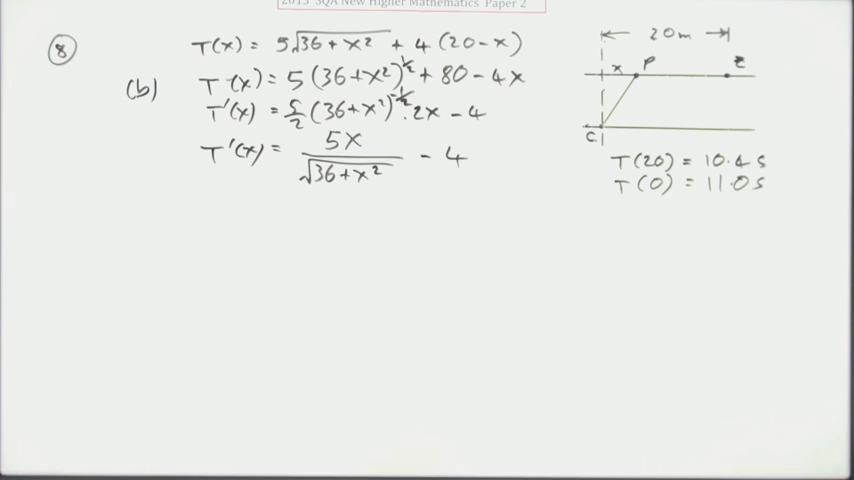 2015 SQA New Higher Mathematics Paper 2
8
T(x) = 5√36 + x² + 4 (20 - x)
(b) T(x) = 5 (36 + x²)^½ + 80 - 4x
T'(x) = 5/2 (36 + x²)^-½ . 2x - 4
T'(x) = 5x / √36 + x² - 4
20m
x P Z
C
T(20) = 10.4 s
T(0) = 11.0 s